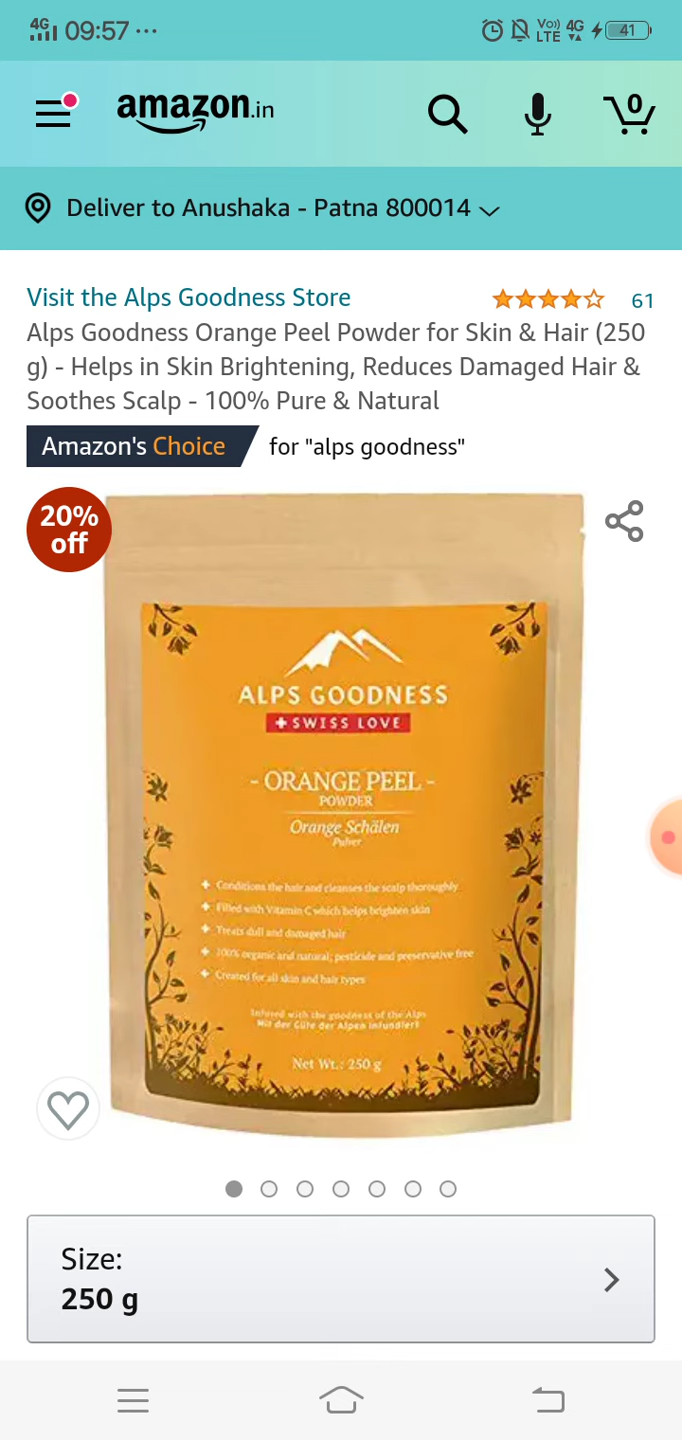 4G 09:57 ...
Vo)) LTE 4G 41
amazon.in
0
Deliver to Anushaka - Patna 800014
Visit the Alps Goodness Store 61
Alps Goodness Orange Peel Powder for Skin & Hair (250
g) - Helps in Skin Brightening, Reduces Damaged Hair &
Soothes Scalp - 100% Pure & Natural
Amazon's Choice for "alps goodness"
20%
off
ALPS GOODNESS
SWISS LOVE
- ORANGE PEEL -
POWDER
Orange Schälen
Pulver
Conditions the hair and cleanses the scalp thoroughly
Filled with Vitamin C which helps brighten skin
Treats dull and damaged hair
100% organic and natural; pesticide and preservative free
Created for all skin and hair types
Infused with the goodness of the Alps
Mit der Güte der Alpen infundiert
Net Wt.: 250 g
Size:
250 g